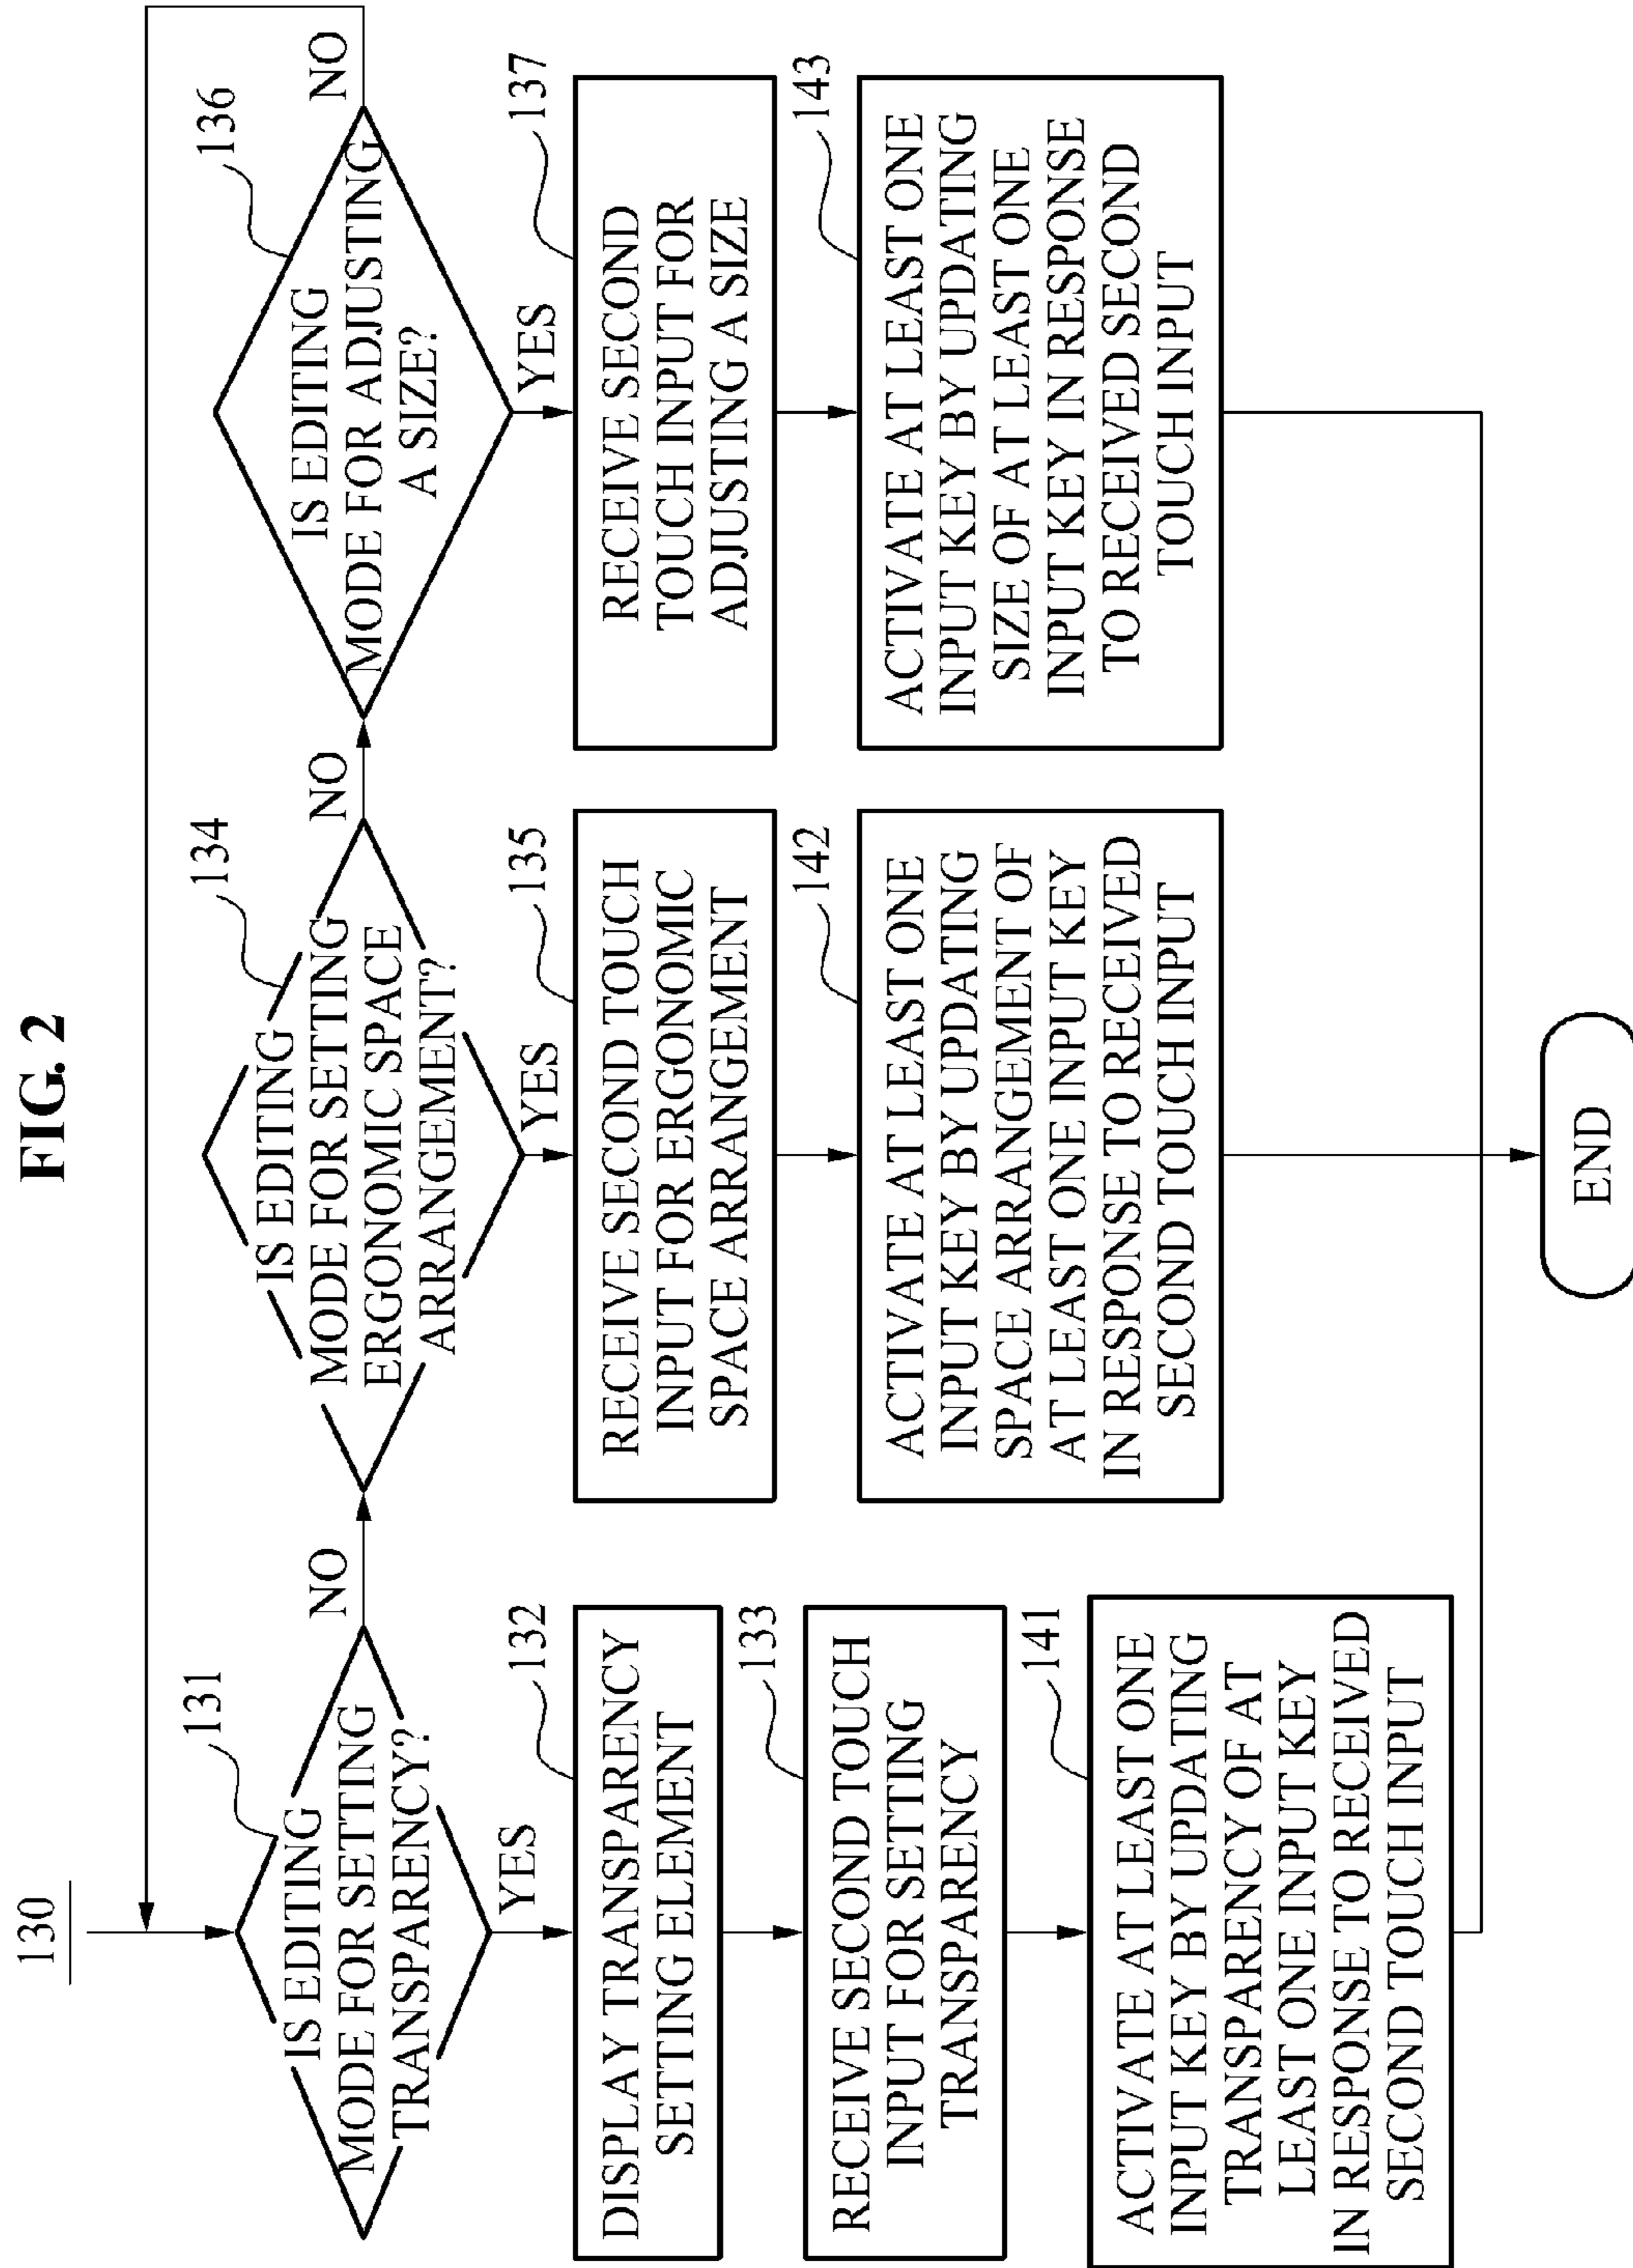 FIG. 2
130
131
IS EDITING
MODE FOR SETTING
TRANSPARENCY?
NO
YES
132
DISPLAY TRANSPARENCY
SETTING ELEMENT
133
RECEIVE SECOND TOUCH
INPUT FOR SETTING
TRANSPARENCY
141
ACTIVATE AT LEAST ONE
INPUT KEY BY UPDATING
TRANSPARENCY OF AT
LEAST ONE INPUT KEY
IN RESPONSE TO RECEIVED
SECOND TOUCH INPUT
134
IS EDITING
MODE FOR SETTING
ERGONOMIC SPACE
ARRANGEMENT?
NO
YES
135
RECEIVE SECOND TOUCH
INPUT FOR ERGONOMIC
SPACE ARRANGEMENT
142
ACTIVATE AT LEAST ONE
INPUT KEY BY UPDATING
SPACE ARRANGEMENT OF
AT LEAST ONE INPUT KEY
IN RESPONSE TO RECEIVED
SECOND TOUCH INPUT
136
IS EDITING
MODE FOR ADJUSTING
A SIZE?
NO
YES
137
RECEIVE SECOND
TOUCH INPUT FOR
ADJUSTING A SIZE
143
ACTIVATE AT LEAST ONE
INPUT KEY BY UPDATING
SIZE OF AT LEAST ONE
INPUT KEY IN RESPONSE
TO RECEIVED SECOND
TOUCH INPUT
END